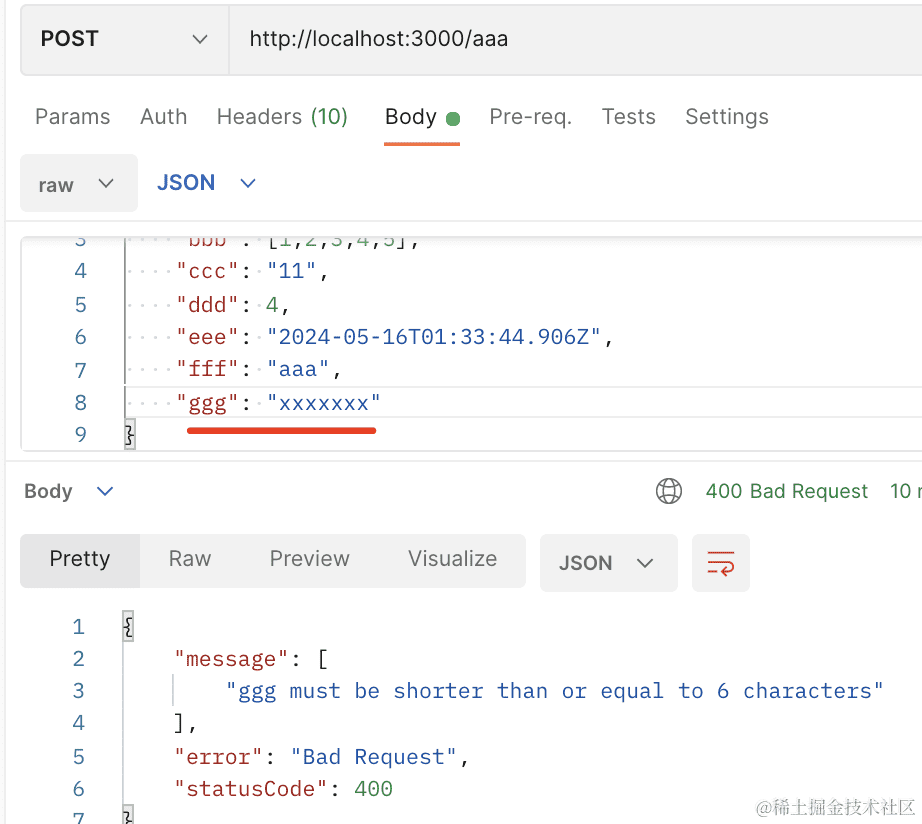 POST http://localhost:3000/aaa
Params Auth Headers (10) Body Pre-req. Tests Settings
raw JSON
3 "bbb": [1,2,3,4,5],
4 "ccc": "11",
5 "ddd": 4,
6 "eee": "2024-05-16T01:33:44.906Z",
7 "fff": "aaa",
8 "ggg": "xxxxxxx"
9 }
Body 400 Bad Request 10
Pretty Raw Preview Visualize JSON
1 {
2 "message": [
3 "ggg must be shorter than or equal to 6 characters"
4 ],
5 "error": "Bad Request",
6 "statusCode": 400
7 }
@稀土掘金技术社区